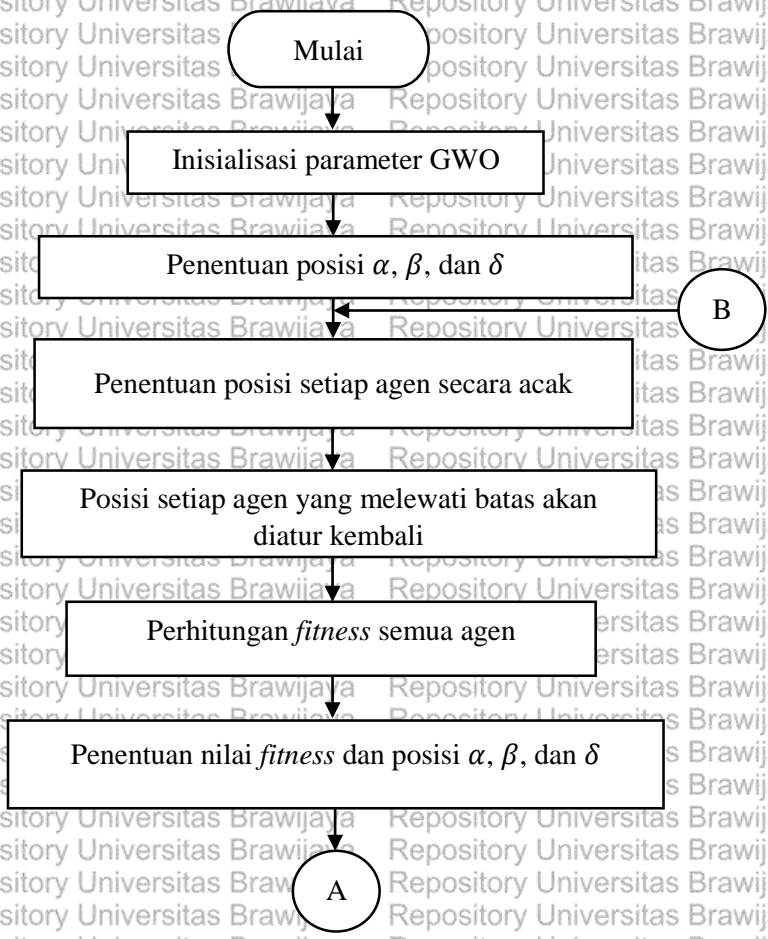 Mulai
Inisialisasi parameter GWO
Penentuan posisi α, β, dan δ
B
Penentuan posisi setiap agen secara acak
Posisi setiap agen yang melewati batas akan
diatur kembali
Perhitungan fitness semua agen
Penentuan nilai fitness dan posisi α, β, dan δ
A